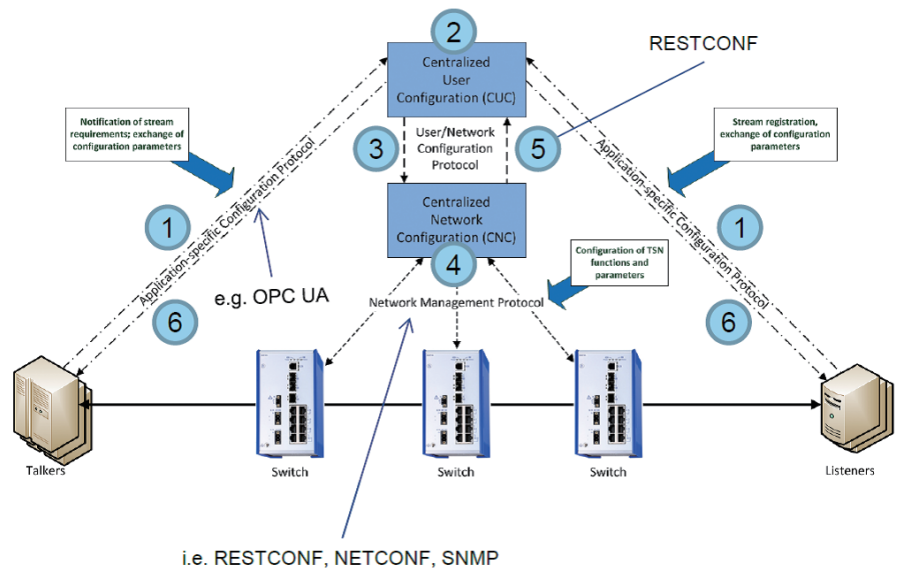 2
RESTCONF
Centralized
User
Configuration (CUC)
Notification of stream
requirements; exchange of
configuration parameters
Stream registration,
exchange of configuration
parameters
3
User/Network
Configuration
Protocol
5
Application-specific Configuration Protocol
Application-specific Configuration Protocol
1
1
Centralized
Network
Configuration (CNC)
4
Configuration of TSN
functions and
parameters
e.g. OPC UA
Network Management Protocol
6
6
Talkers
Switch
Switch
Switch
Listeners
i.e. RESTCONF, NETCONF, SNMP